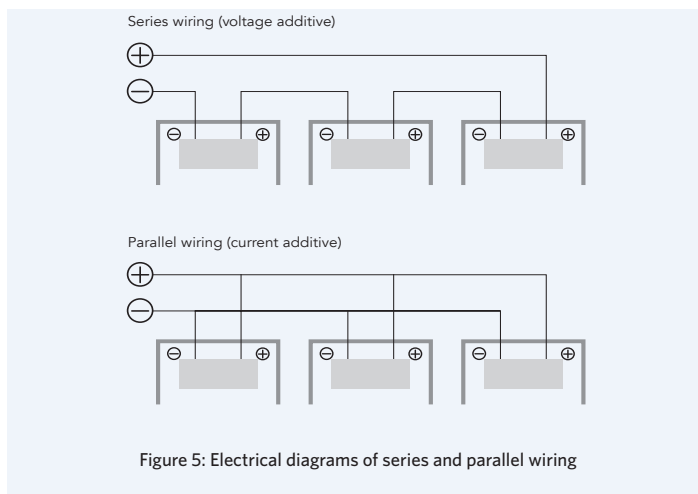 Series wiring (voltage additive)
+
−
− + − + − +
Parallel wiring (current additive)
+
−
− + − + − +
Figure 5: Electrical diagrams of series and parallel wiring